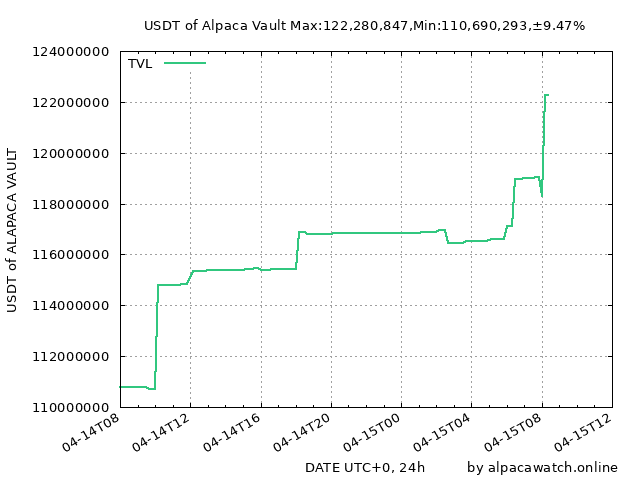 USDT of Alpaca Vault Max:122,280,847,Min:110,690,293,±9.47%
TVL
124000000
122000000
120000000
118000000
116000000
114000000
112000000
110000000
USDT of ALAPACA VAULT
04-14T08
04-14T12
04-14T16
04-14T20
04-15T00
04-15T04
04-15T08
04-15T12
DATE UTC+0, 24h
by alpacawatch.online